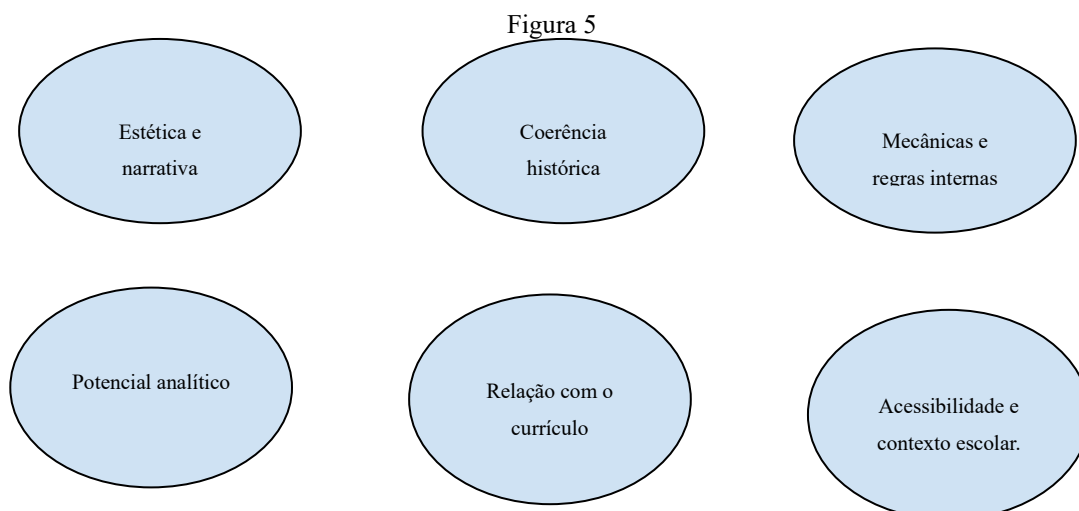 Figura 5
Estética e
narrativa
Coerência
histórica
Mecânicas e
regras internas
Potencial analítico
Relação com o
currículo
Acessibilidade e
contexto escolar.